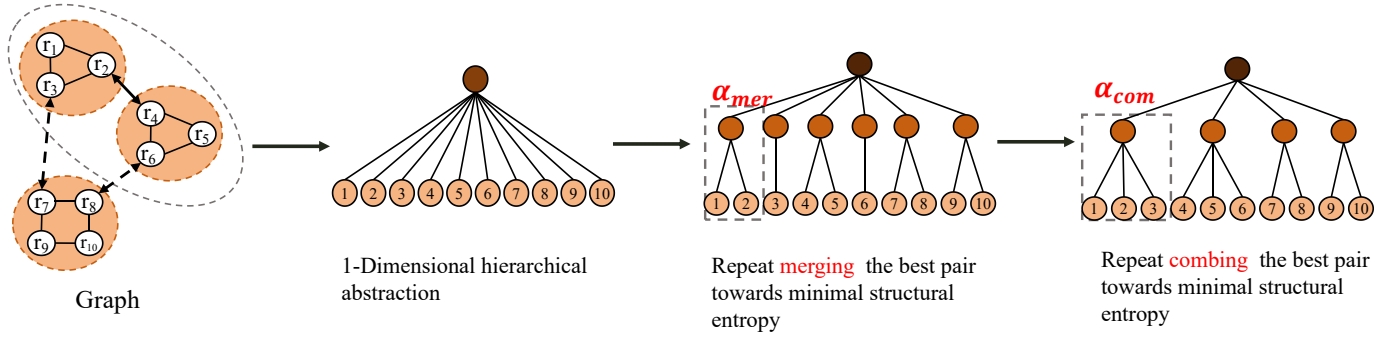 r1
r2
r3
r4
r5
r6
r7
r8
r9
r10
Graph
1 2 3 4 5 6 7 8 9 10
1-Dimensional hierarchical
abstraction
α_mer
1 2 3 4 5 6 7 8 9 10
Repeat merging the best pair
towards minimal structural
entropy
α_com
1 2 3 4 5 6 7 8 9 10
Repeat combing the best pair
towards minimal structural
entropy